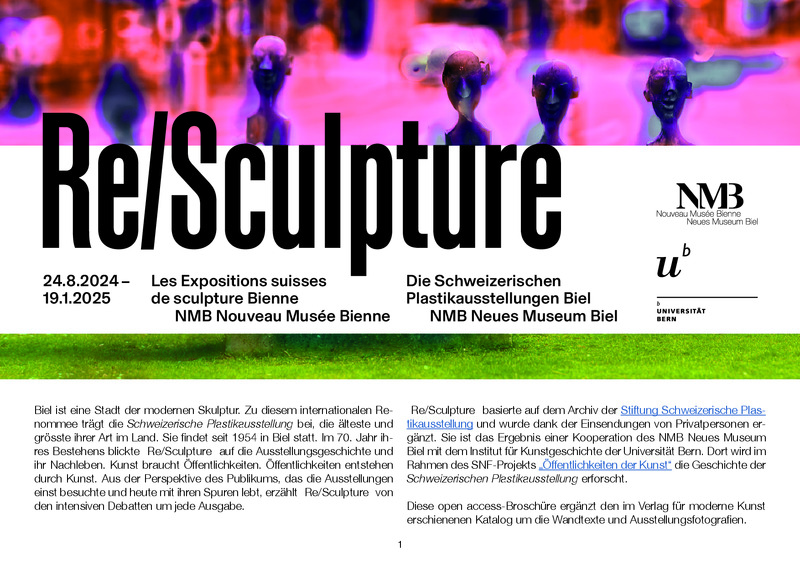 Re/Sculpture
24.8.2024 –
19.1.2025
Les Expositions suisses
de sculpture Bienne
NMB Nouveau Musée Bienne
Die Schweizerischen
Plastikausstellungen Biel
NMB Neues Museum Biel
NMB
Nouveau Musée Bienne
Neues Museum Biel
u b
b
UNIVERSITÄT
BERN
Biel ist eine Stadt der modernen Skulptur. Zu diesem internationalen Re-
nommee trägt die Schweizerische Plastikausstellung bei, die älteste und
grösste ihrer Art im Land. Sie findet seit 1954 in Biel statt. Im 70. Jahr ih-
res Bestehens blickte Re/Sculpture auf die Ausstellungsgeschichte und
ihr Nachleben. Kunst braucht Öffentlichkeiten. Öffentlichkeiten entstehen
durch Kunst. Aus der Perspektive des Publikums, das die Ausstellungen
einst besuchte und heute mit ihren Spuren lebt, erzählt Re/Sculpture von
den intensiven Debatten um jede Ausgabe.
Re/Sculpture basierte auf dem Archiv der Stiftung Schweizerische Plas-
tikausstellung und wurde dank der Einsendungen von Privatpersonen er-
gänzt. Sie ist das Ergebnis einer Kooperation des NMB Neues Museum
Biel mit dem Institut für Kunstgeschichte der Universität Bern. Dort wird im
Rahmen des SNF-Projekts „Öffentlichkeiten der Kunst“ die Geschichte der
Schweizerischen Plastikausstellung erforscht.
Diese open access-Broschüre ergänzt den im Verlag für moderne Kunst
erschienenen Katalog um die Wandtexte und Ausstellungsfotografien.
1